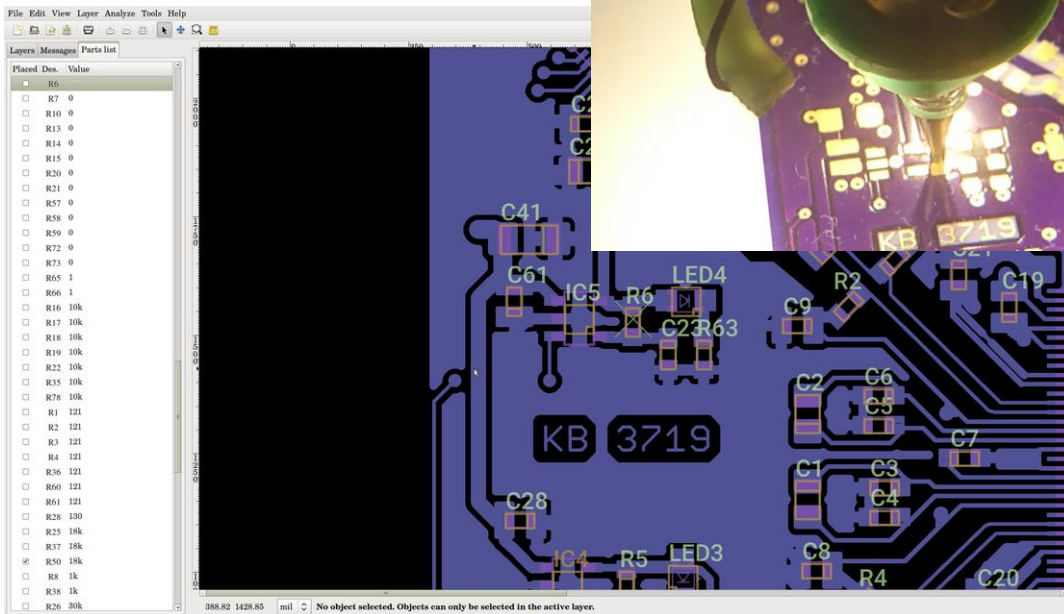 File Edit View Layer Analyze Tools Help
Layers Messages Parts list
Placed Des. Value
R6
R7 0
R10 0
R13 0
R14 0
R15 0
R20 0
R21 0
R57 0
R58 0
R59 0
R72 0
R73 0
R65 1
R66 1
R16 10k
R17 10k
R18 10k
R19 10k
R22 10k
R35 10k
R78 10k
R1 121
R2 121
R3 121
R4 121
R36 121
R60 121
R61 121
R28 130
R25 18k
R37 18k
R50 18k
R8 1k
R38 1k
R26 30k
KB 3719
C41
C61
IC5
R6
LED4
C23
R63
R2
C9
C19
C2
C6
C5
C7
KB 3719
C1
C3
C4
C28
IC4
R5
LED3
C8
R4
C20
388.82 1428.85 mil No object selected. Objects can only be selected in the active layer.